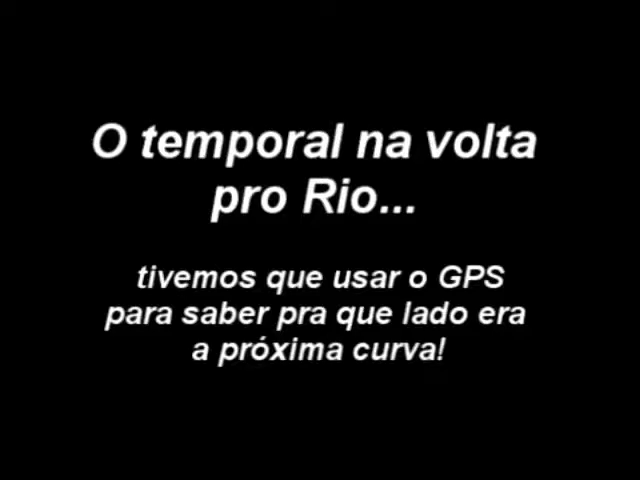 O temporal na volta
pro Rio...
tivemos que usar o GPS
para saber pra que lado era
a próxima curva!